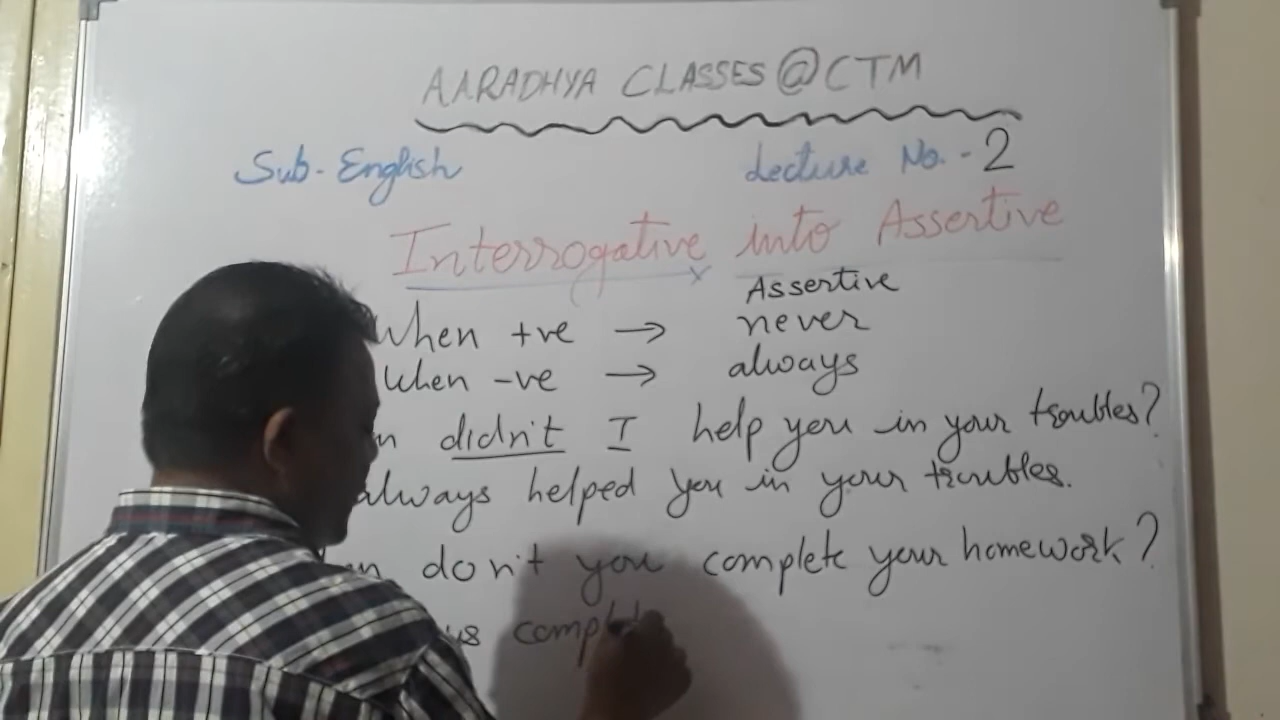 AARADHYA CLASSES @ CTM
Sub- English Lecture No. - 2
Interrogative into Assertive
Assertive
When +ve → never
When -ve → always
didn't I help you in your troubles?
always helped you in your troubles.
don't you complete your homework?